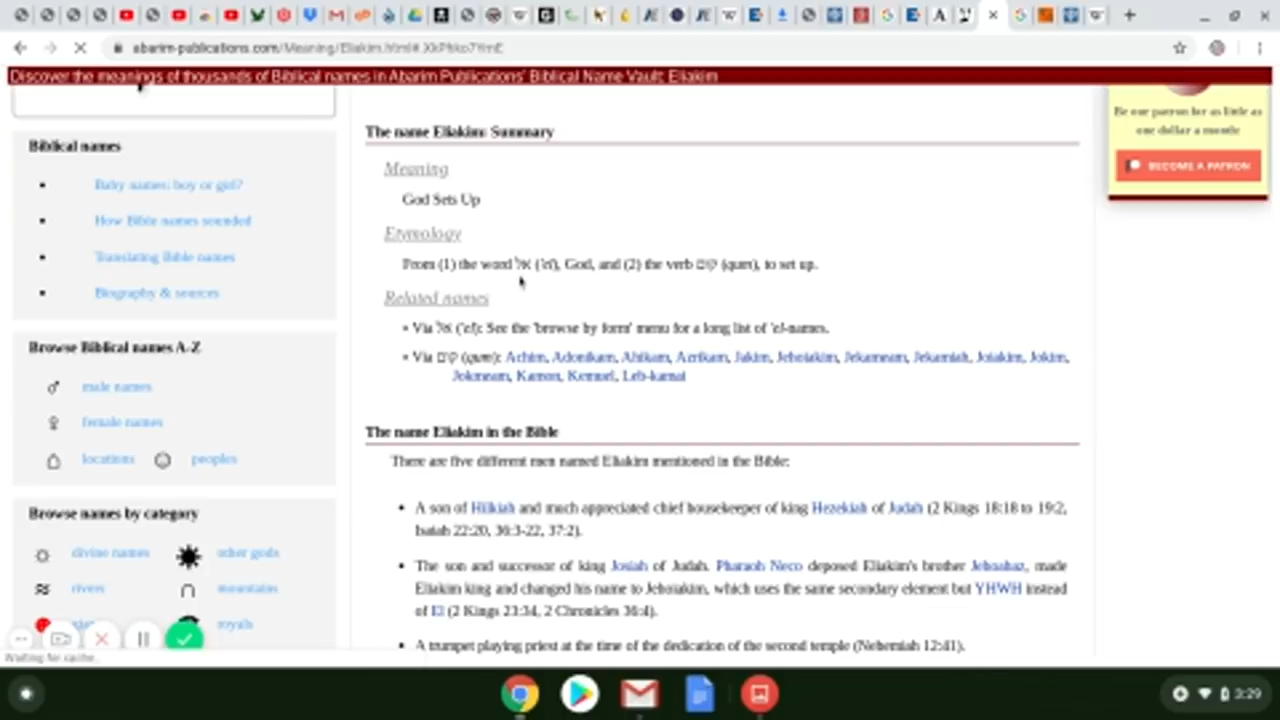 abarim-publications.com/Meaning/Eliakim.html#.XkPhko7YmE
Discover the meanings of thousands of Biblical names in Abarim Publications' Biblical Name Vault: Eliakim
Biblical names
Baby names: boy or girl?
How Bible names sounded
Translating Bible names
Biography & sources
Browse Biblical names A-Z
♂ male names
♀ female names
locations
peoples
Browse names by category
divine names
other gods
rivers
mountains
royals
Waiting for cache...
The name Eliakim: Summary
Meaning
God Sets Up
Etymology
From (1) the word אל ('el), God, and (2) the verb קום (qum), to set up.
Related names
• Via אל ('el): See the 'browse by form' menu for a long list of 'el-names.
• Via קום (qum): Achim, Adonikam, Ahikam, Azrikam, Jakim, Jehoiakim, Jekameam, Jekamiah, Joiakim, Jokim,
Jokmeam, Kamon, Kemuel, Leb-kamai
The name Eliakim in the Bible
There are five different men named Eliakim mentioned in the Bible:
• A son of Hilkiah and much appreciated chief housekeeper of king Hezekiah of Judah (2 Kings 18:18 to 19:2,
Isaiah 22:20, 36:3-22, 37:2).
• The son and successor of king Josiah of Judah. Pharaoh Neco deposed Eliakim's brother Jehoahaz, made
Eliakim king and changed his name to Jehoiakim, which uses the same secondary element but YHWH instead
of El (2 Kings 23:34, 2 Chronicles 36:4).
• A trumpet playing priest at the time of the dedication of the second temple (Nehemiah 12:41).
Be our patron for as little as
one dollar a month
BECOME A PATRON
3:29